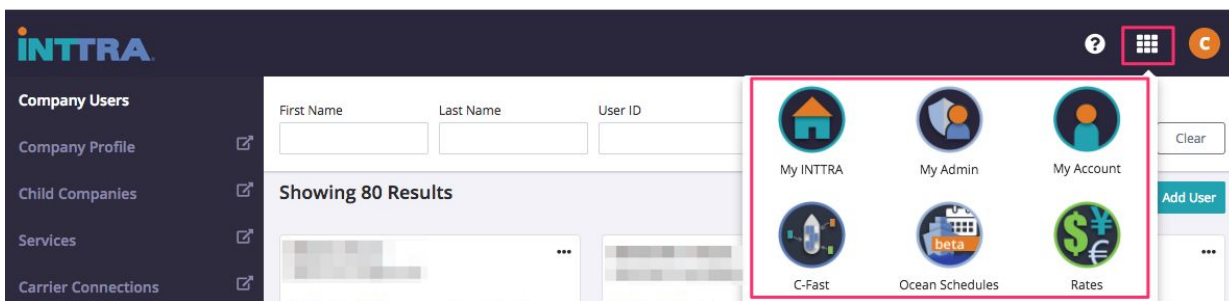 INTTRA
C
Company Users
Company Profile
Child Companies
Services
Carrier Connections
First Name Last Name User ID
Clear
Showing 80 Results
Add User
My INTTRA My Admin My Account
beta
C-Fast Ocean Schedules Rates